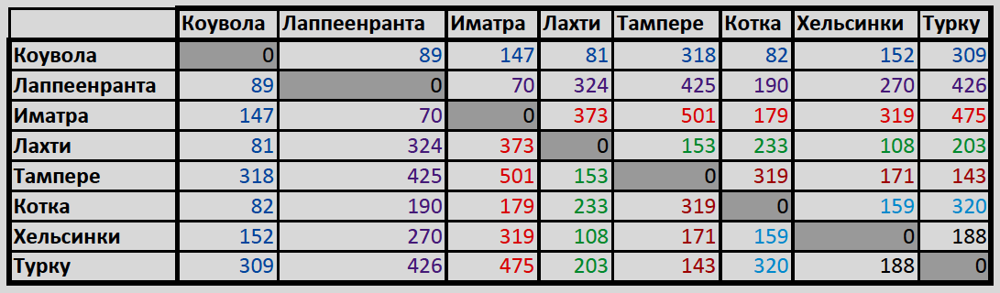 Коувола Лаппеенранта Иматра Лахти Тампере Котка Хельсинки Турку
Коувола 0 89 147 81 318 82 152 309
Лаппеенранта 89 0 70 324 425 190 270 426
Иматра 147 70 0 373 501 179 319 475
Лахти 81 324 373 0 153 233 108 203
Тампере 318 425 501 153 0 319 171 143
Котка 82 190 179 233 319 0 159 320
Хельсинки 152 270 319 108 171 159 0 188
Турку 309 426 475 203 143 320 188 0